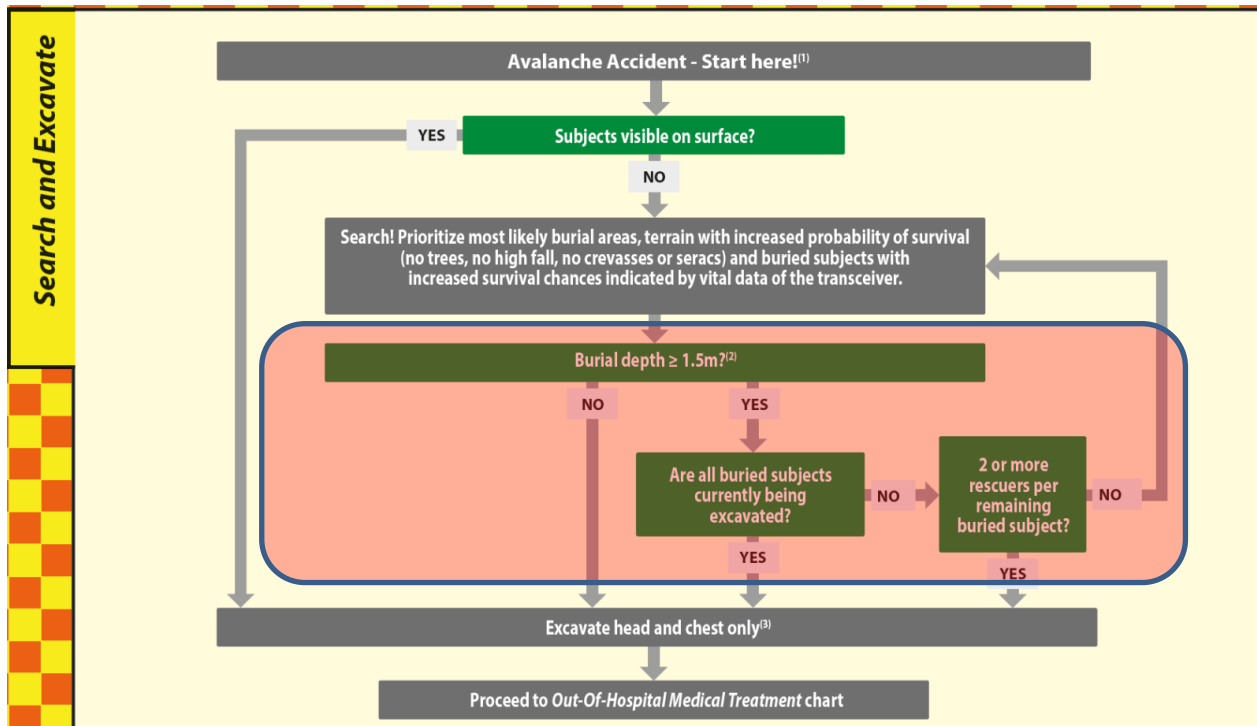 Search and Excavate
Avalanche Accident - Start here!(1)
YES
Subjects visible on surface?
NO
Search! Prioritize most likely burial areas, terrain with increased probability of survival
(no trees, no high fall, no crevasses or seracs) and buried subjects with
increased survival chances indicated by vital data of the transceiver.
Burial depth ≥ 1.5m?(2)
NO
YES
Are all buried subjects
currently being
excavated?
NO
2 or more
rescuers per
remaining
buried subject?
NO
YES
YES
Excavate head and chest only(3)
Proceed to Out-Of-Hospital Medical Treatment chart